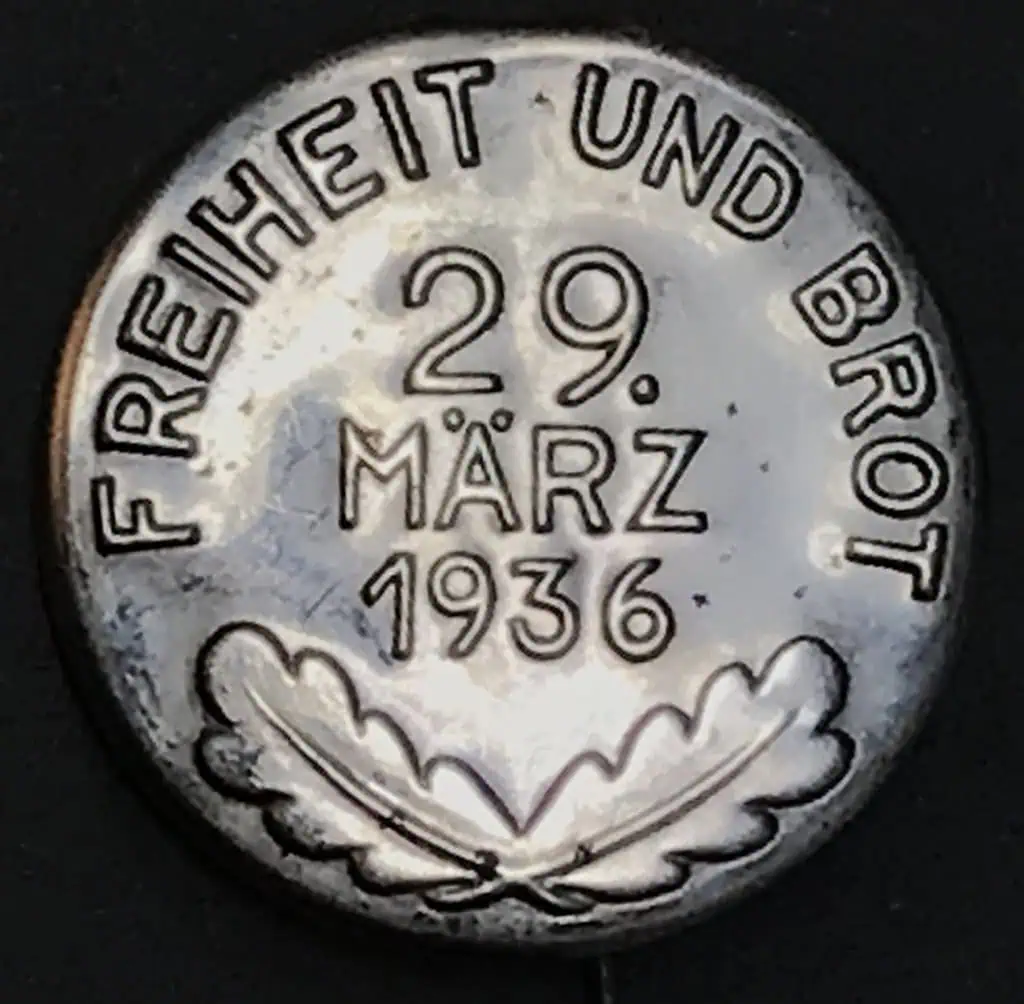 FREIHEIT UND BROT
29.
MÄRZ
1936